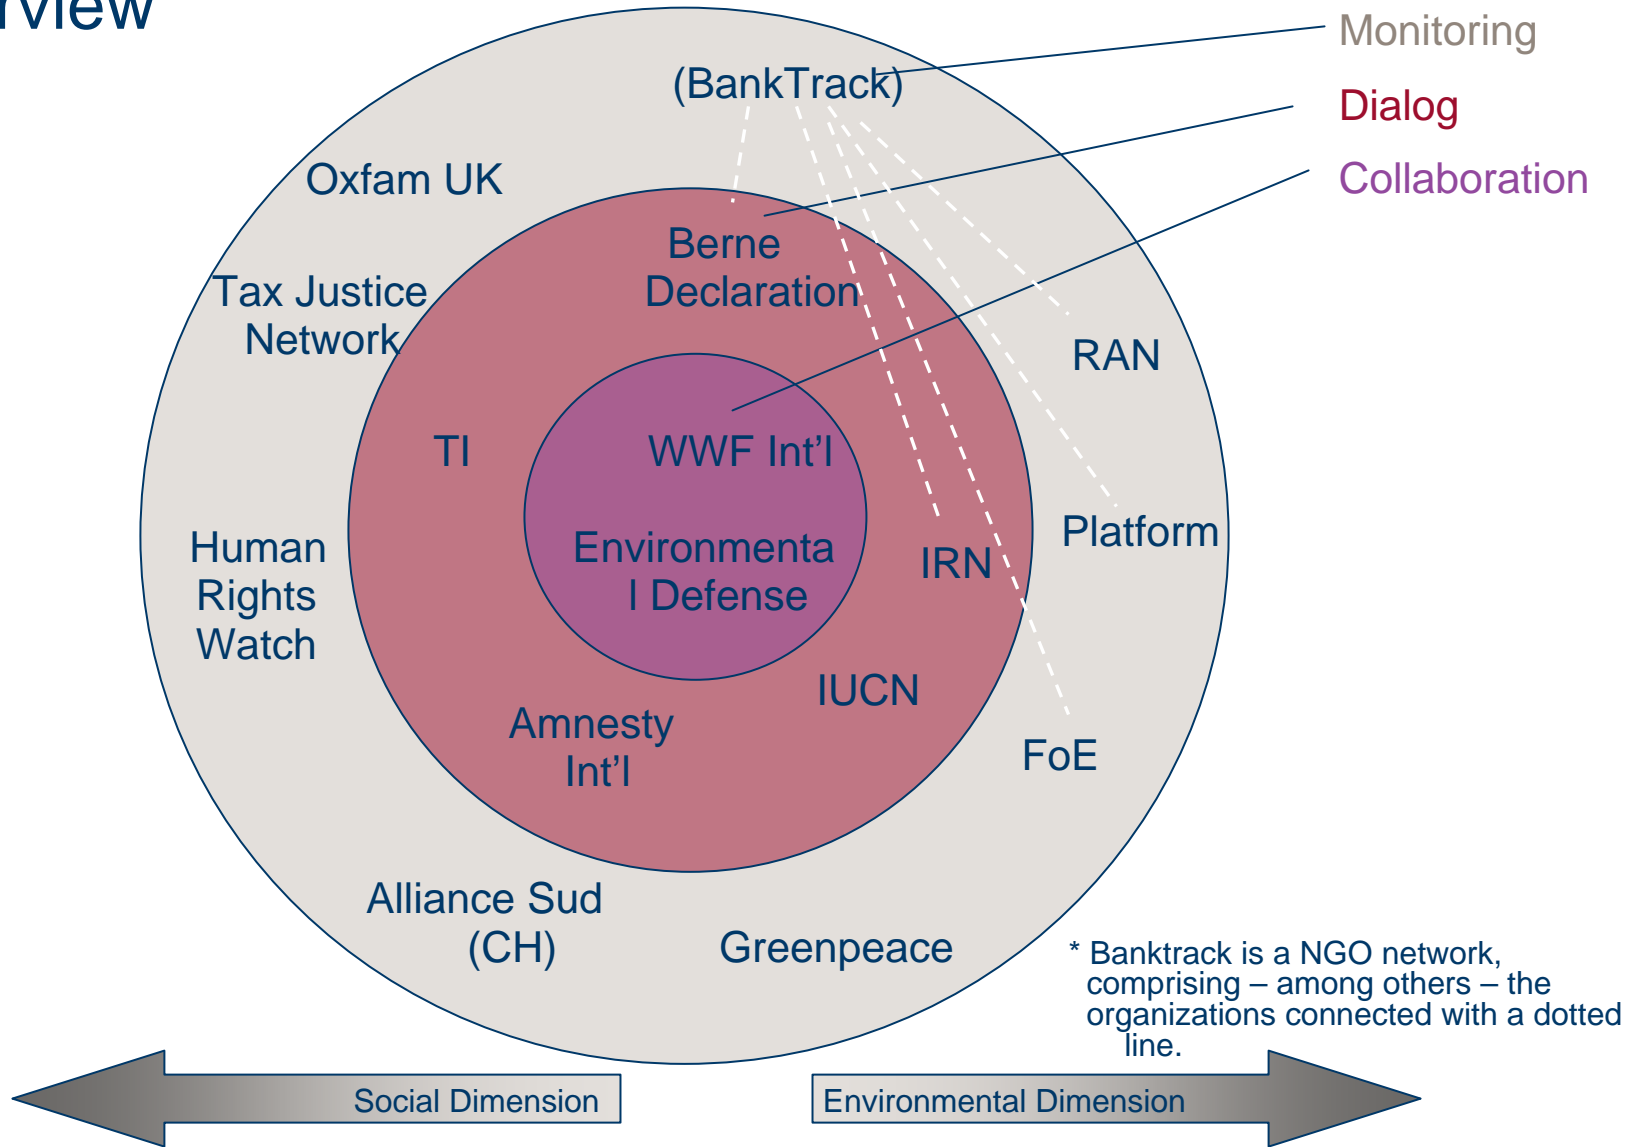 rview
Monitoring
(BankTrack)
Dialog
Oxfam UK
Collaboration
Berne
Declaration
Tax Justice
Network
RAN
TI
WWF Int’l
Platform
Human
Rights
Watch
Environmenta
l Defense
IRN
IUCN
Amnesty
Int’l
FoE
Alliance Sud
(CH)
Greenpeace
* Banktrack is a NGO network,
comprising – among others – the
organizations connected with a dotted
line.
Social Dimension
Environmental Dimension